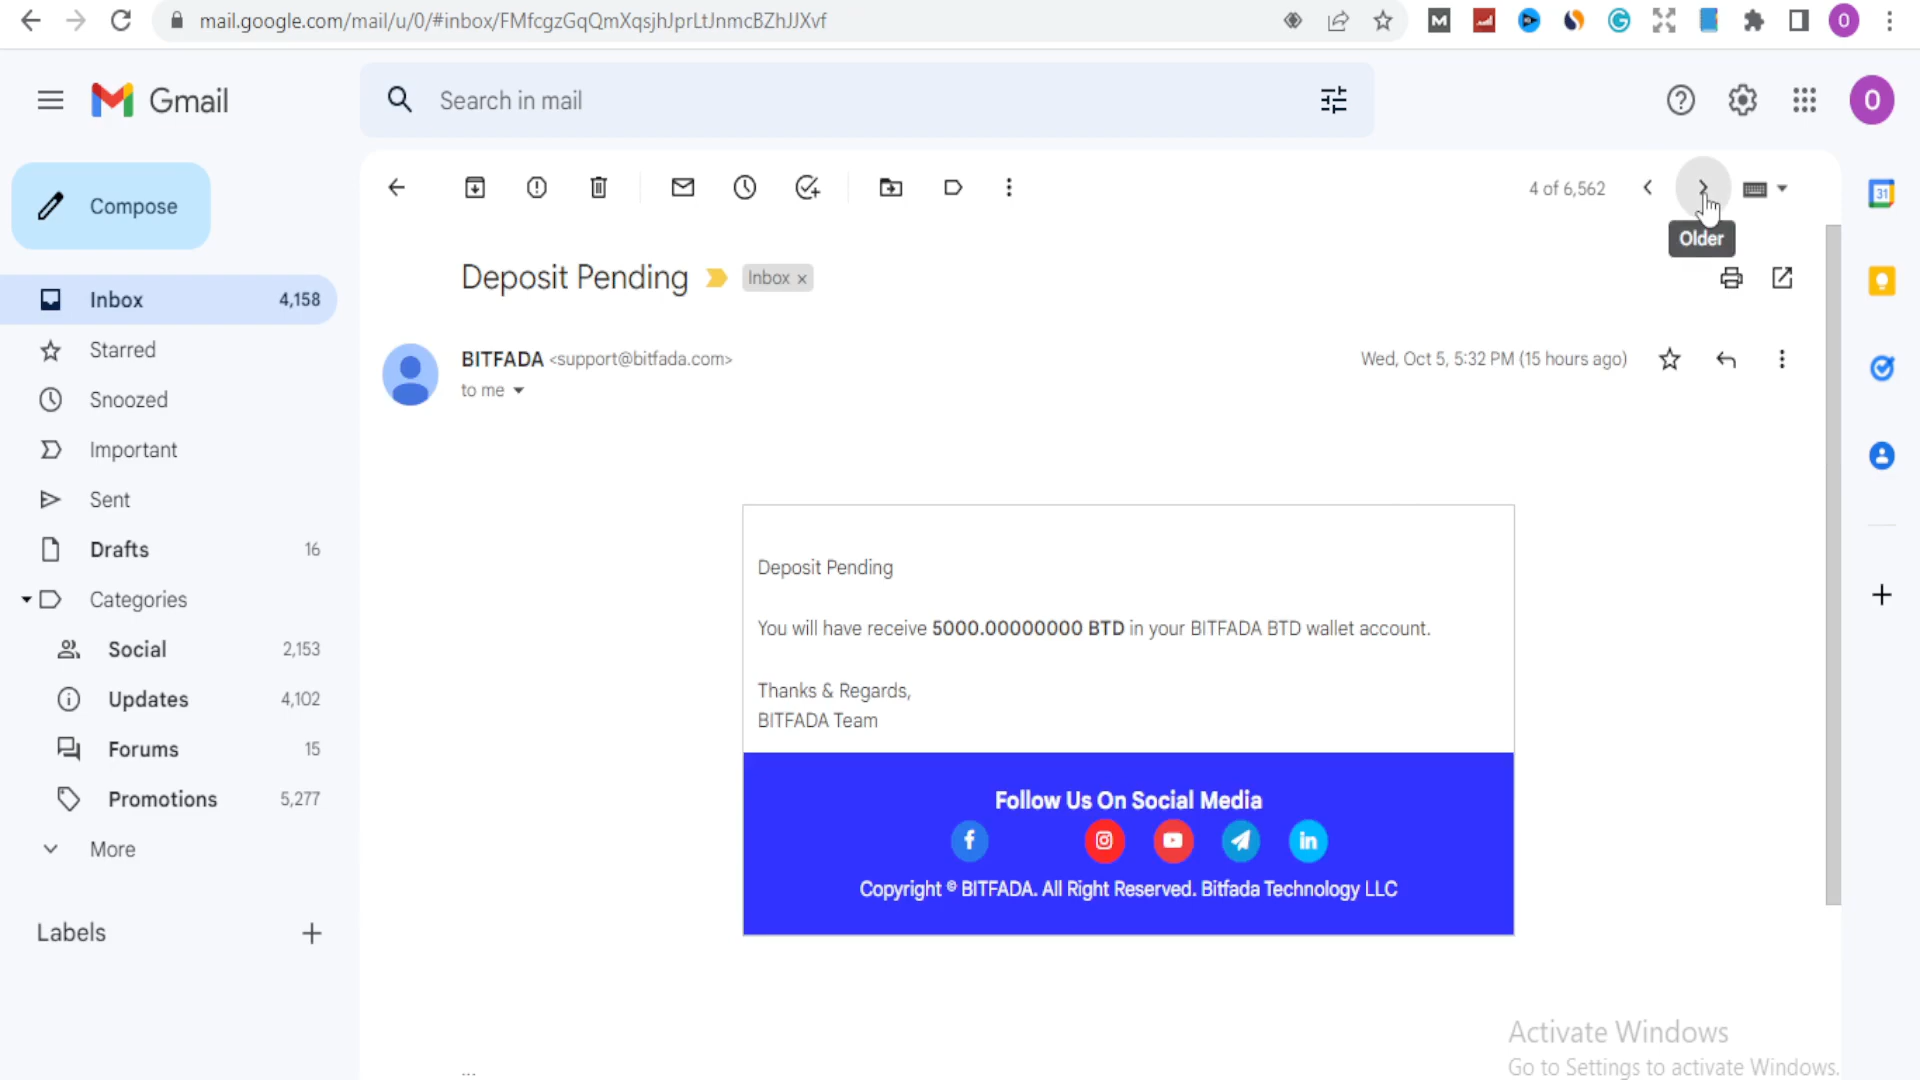 mail.google.com/mail/u/0/#inbox/FMfcgzGqQmXqsjhJprLtJnmcBZhJJXvf
O
Gmail
Search in mail
O
Compose
4 of 6,562
31
Older
Deposit Pending
Inbox ×
Inbox 4,158
Starred
BITFADA <support@bitfada.com>
Wed, Oct 5, 5:32 PM (15 hours ago)
to me
Snoozed
Important
Sent
Drafts 16
Categories
Social 2,153
Updates 4,102
Forums 15
Promotions 5,277
More
Labels
Deposit Pending
You will have receive 5000.00000000 BTD in your BITFADA BTD wallet account.
Thanks & Regards,
BITFADA Team
Follow Us On Social Media
Copyright © BITFADA. All Right Reserved. Bitfada Technology LLC
...
Activate Windows
Go to Settings to activate Windows.